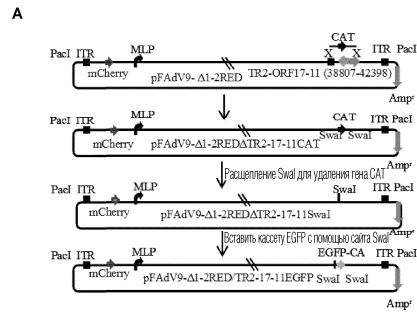 A
CAT
X X
PacI ITR MLP ITR PacI
mCherry pFAdV9-Δ1-2RED TR2-ORF17-11 (38807-42398)
Ampʳ
PacI ITR MLP CAT ITR PacI
mCherry pFAdV9-Δ1-2REDΔTR2-17-11CAT SwaI SwaI
Ampʳ
Расщепление SwaI для удаления гена CAT
PacI ITR MLP SwaI ITR PacI
mCherry pFAdV9-Δ1-2REDΔTR2-17-11SwaI
Ampʳ
Вставить кассету EGFP с помощью сайта SwaI
PacI ITR MLP EGFP-CA ITR PacI
mCherry pFAdV9-Δ1-2RED/TR2-17-11EGFP SwaI SwaI
Ampʳ